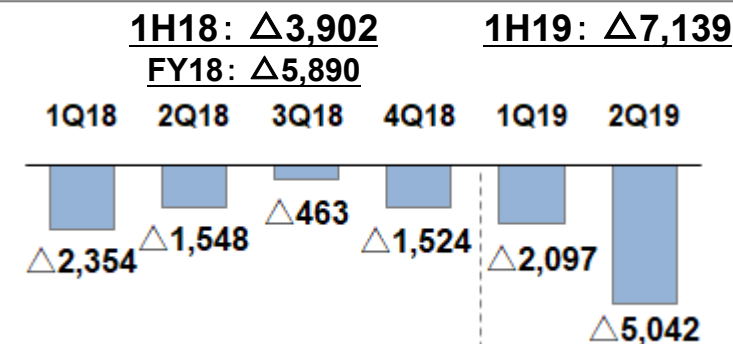 1H18: △3,902 1H19: △7,139
FY18: △5,890
1Q18 2Q18 3Q18 4Q18 1Q19 2Q19
△2,354 △1,548 △463 △1,524 △2,097 △5,042